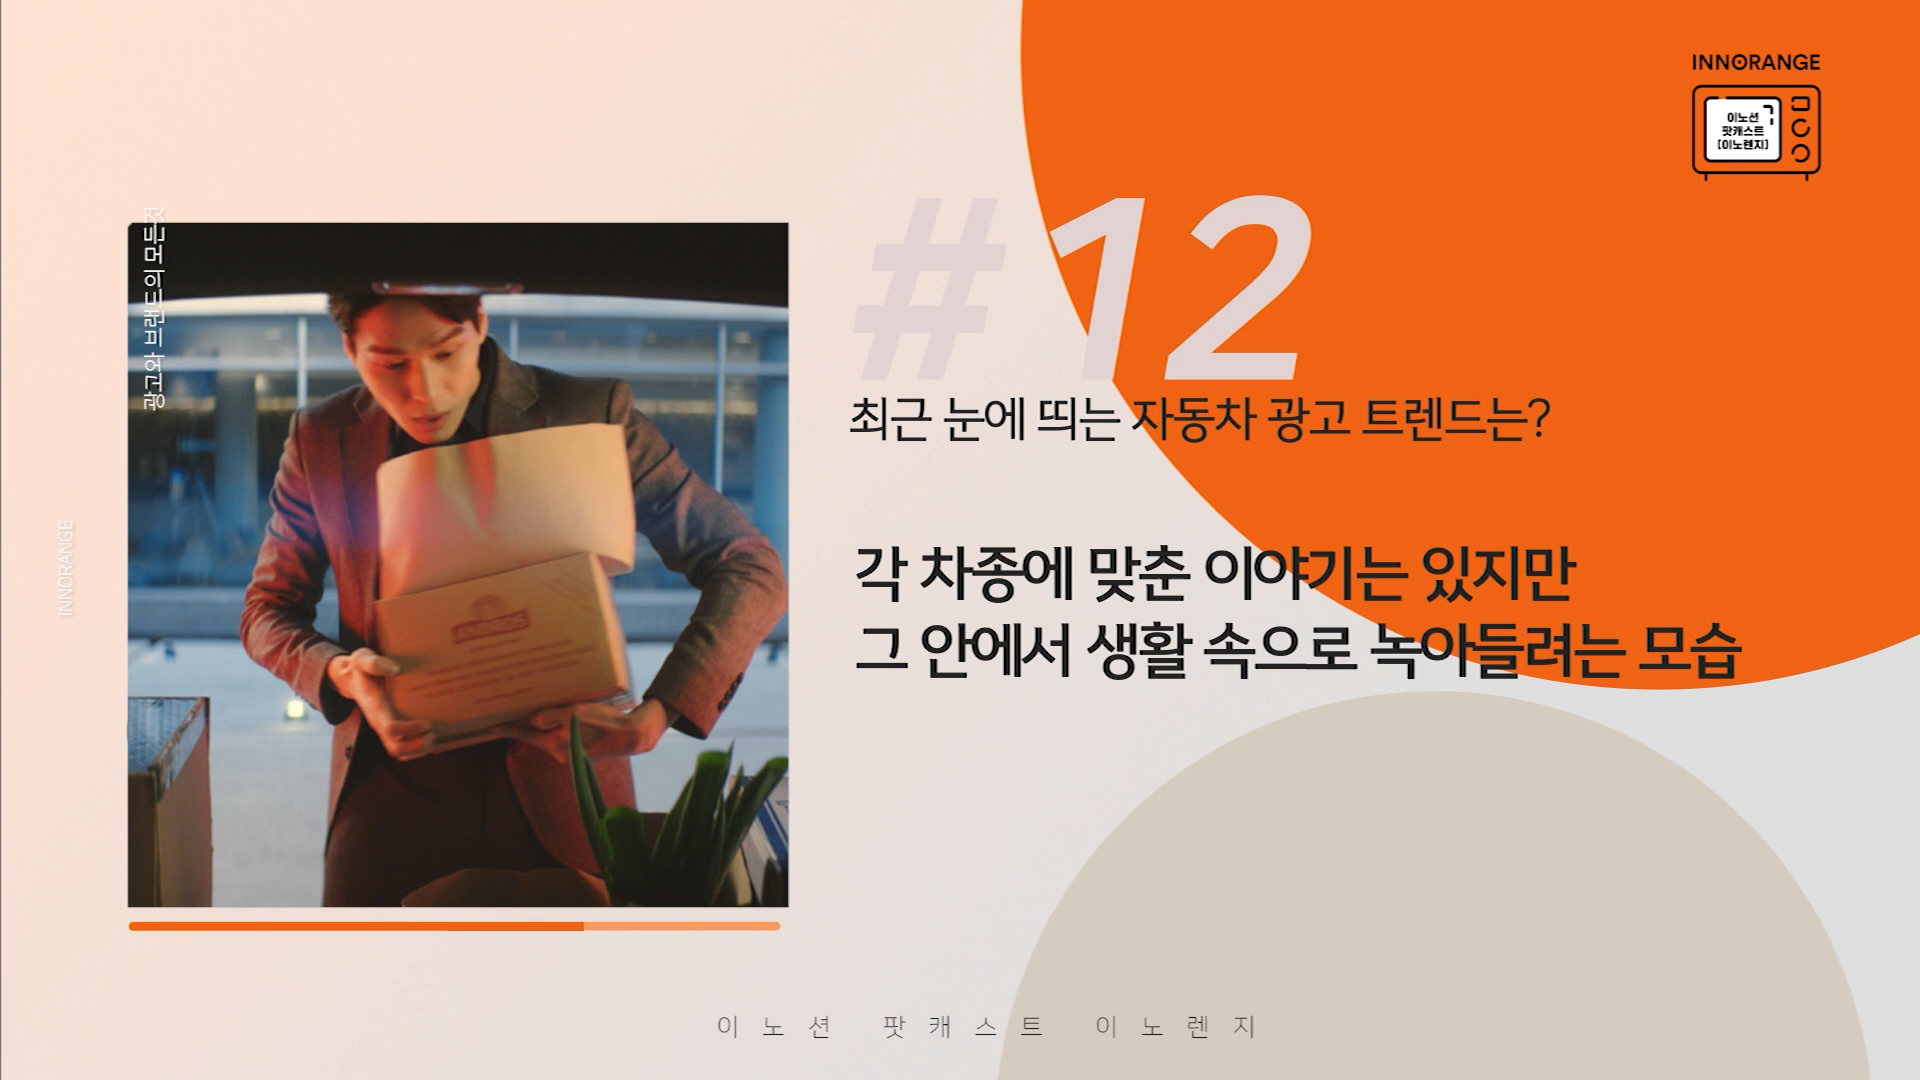 INNORANGE
이노션
팟캐스트
[이노렌지]
광고와 브랜드의 모든것
INNORANGE
#12
최근 눈에 띄는 자동차 광고 트렌드는?
각 차종에 맞춘 이야기는 있지만
그 안에서 생활 속으로 녹아들려는 모습
이노션 팟캐스트 이노렌지